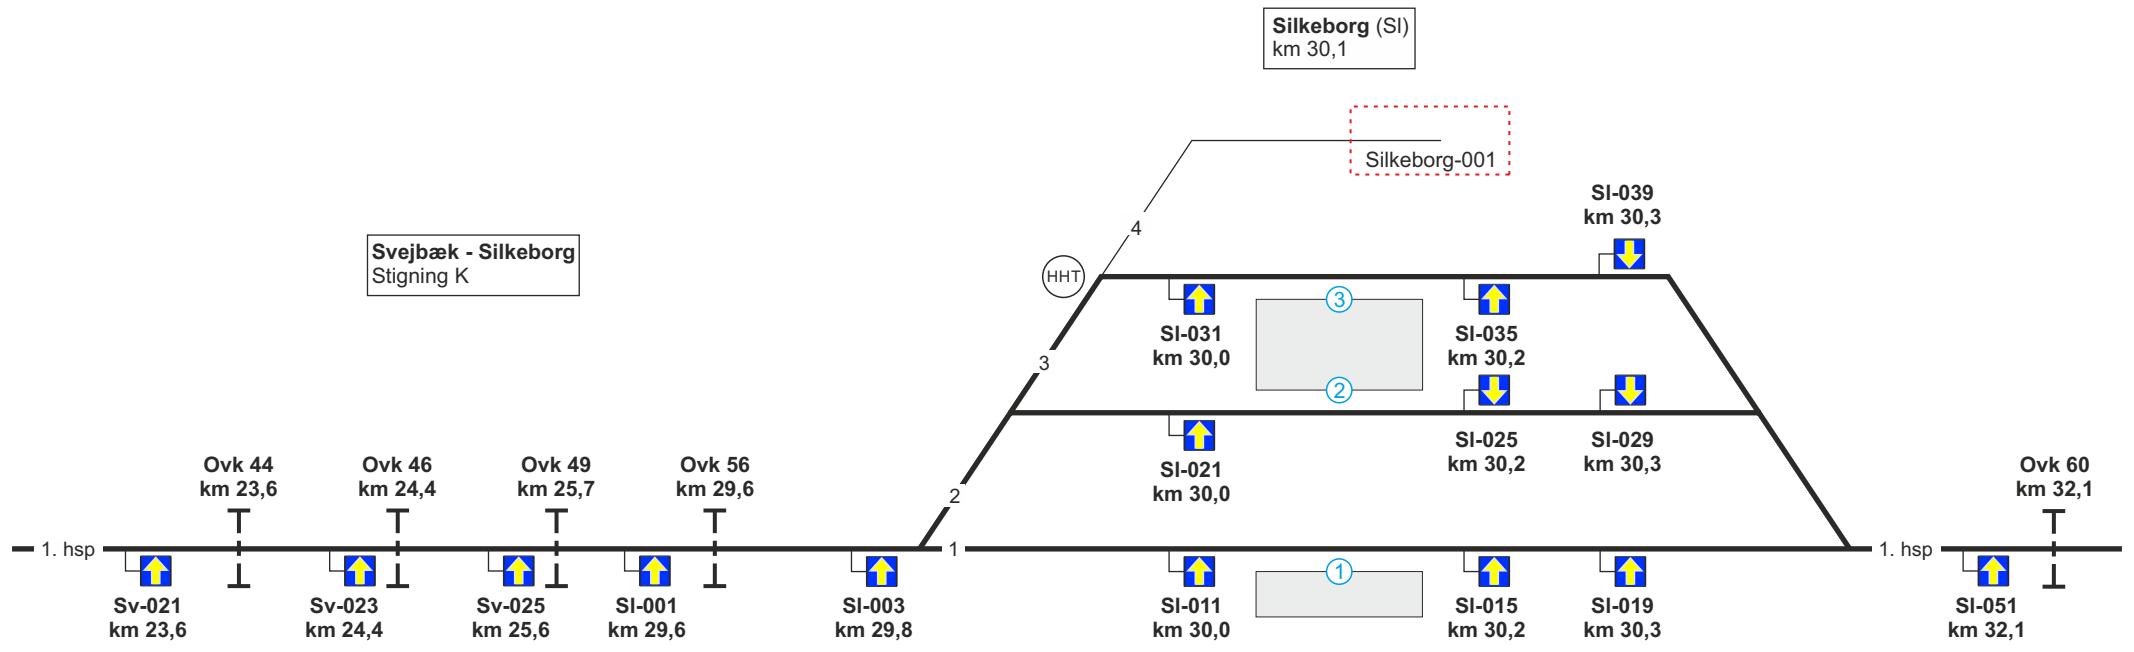 Silkeborg (Sl)
km 30,1
Silkeborg-001
Sl-039
km 30,3
4
Svejbæk - Silkeborg
Stigning K
HHT
3
Sl-031
km 30,0
Sl-035
km 30,2
3
2
Sl-025
km 30,2
Sl-029
km 30,3
Sl-021
km 30,0
Ovk 44
km 23,6
Ovk 46
km 24,4
Ovk 49
km 25,7
Ovk 56
km 29,6
2
Ovk 60
km 32,1
1. hsp
1
1. hsp
1
Sv-021
km 23,6
Sv-023
km 24,4
Sv-025
km 25,6
Sl-001
km 29,6
Sl-003
km 29,8
Sl-011
km 30,0
Sl-015
km 30,2
Sl-019
km 30,3
Sl-051
km 32,1